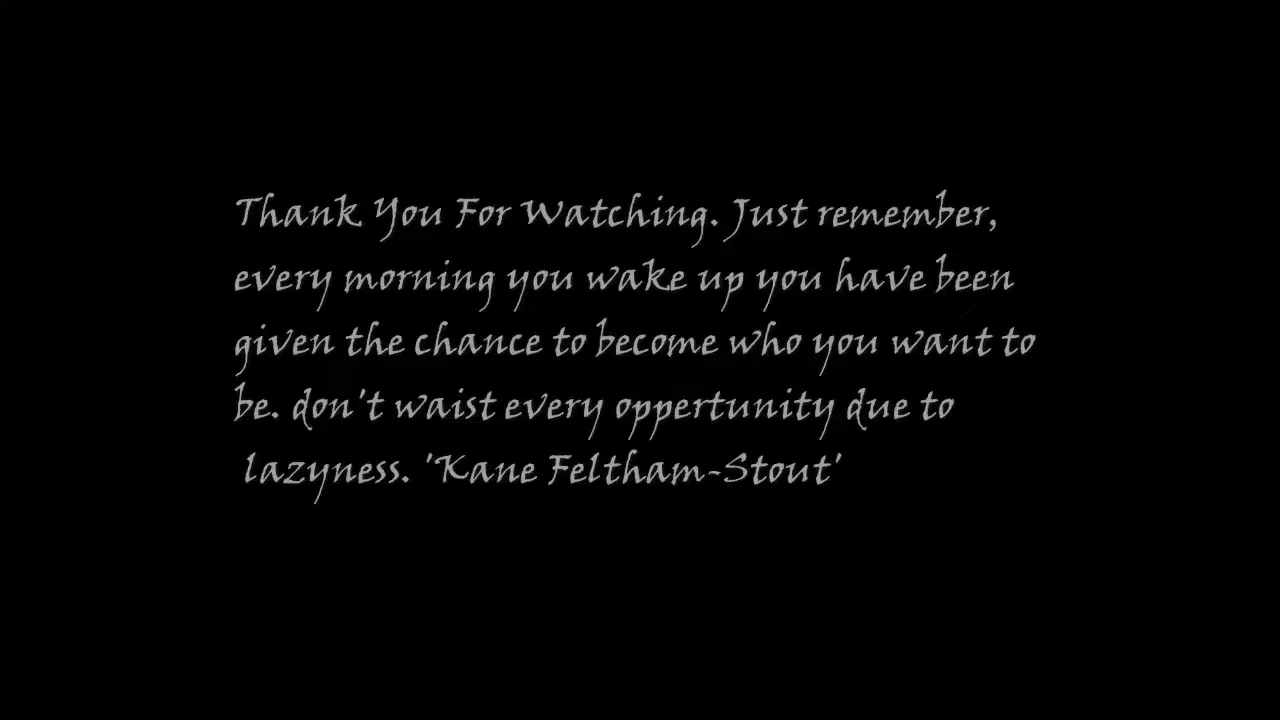 Thank You For Watching. Just remember,
every morning you wake up you have been
given the chance to become who you want to
be. don't waist every oppertunity due to
lazyness. 'Kane Feltham-Stout'